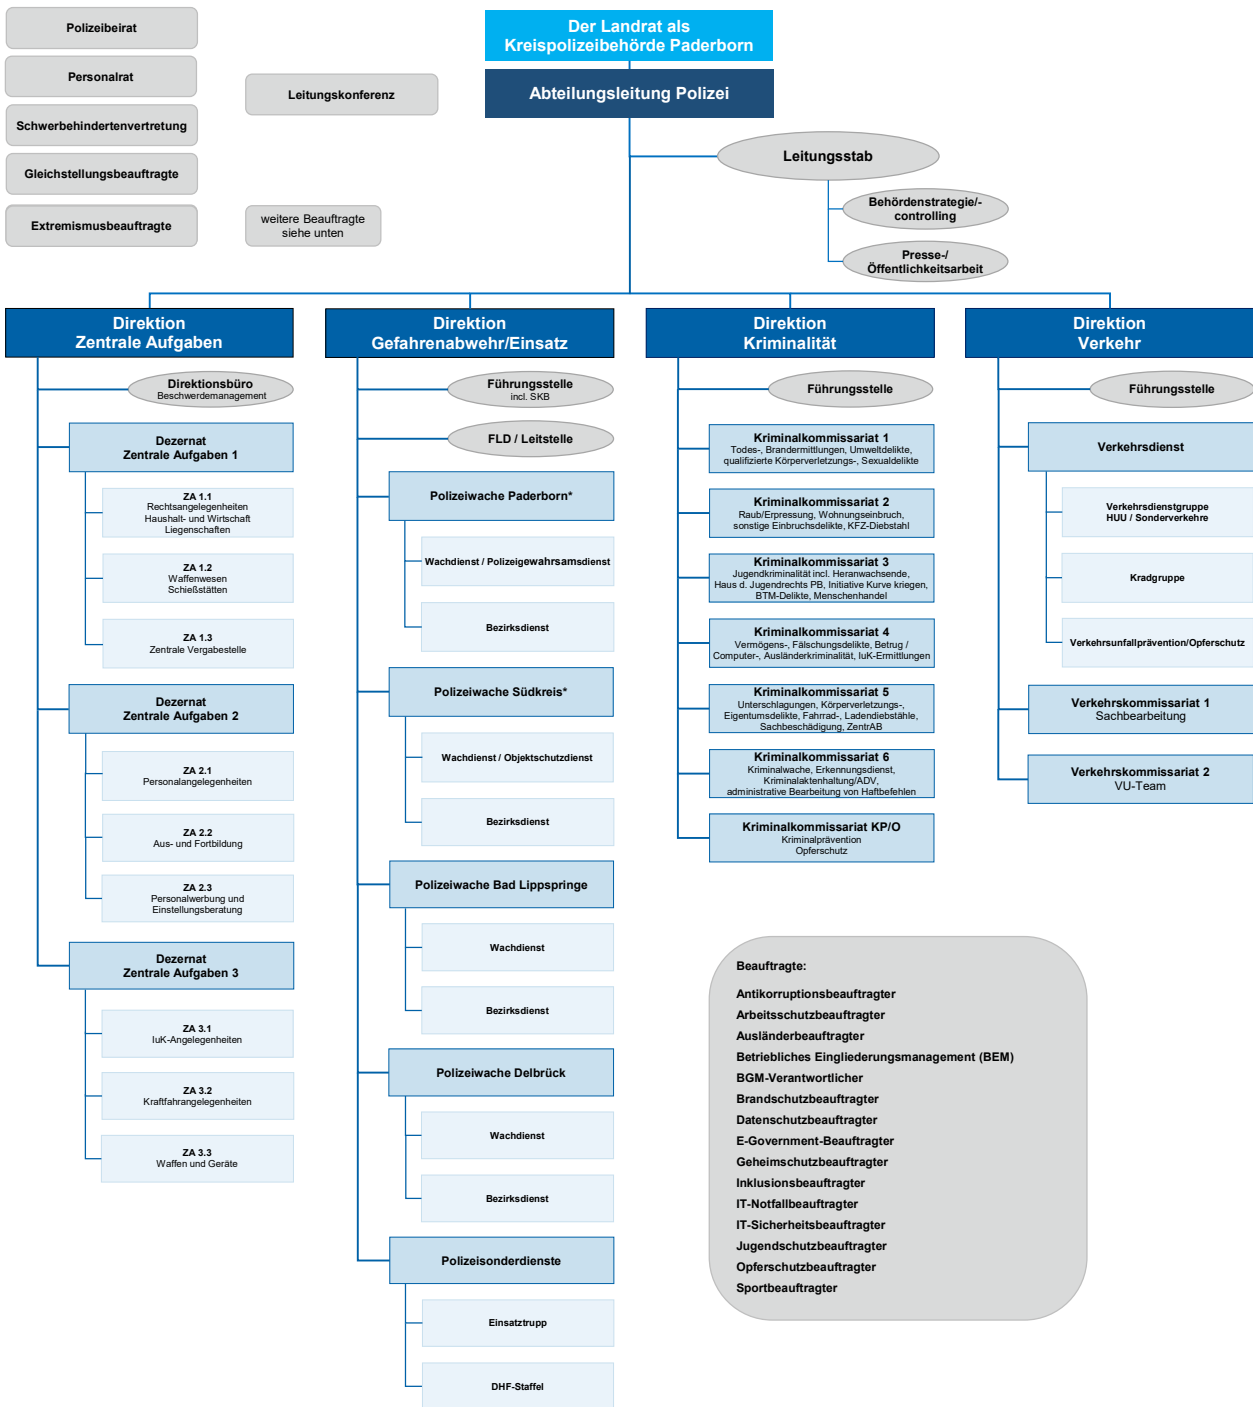 Polizeibeirat
Personalrat
Schwerbehindertenvertretung
Gleichstellungsbeauftragte
Extremismusbeauftragte
Leitungskonferenz
weitere Beauftragte
siehe unten
Der Landrat als
Kreispolizeibehörde Paderborn
Abteilungsleitung Polizei
Leitungsstab
Behördenstrategie/-
controlling
Presse-/
Öffentlichkeitsarbeit
Direktion
Zentrale Aufgaben
Direktionsbüro
Beschwerdemanagement
Dezernat
Zentrale Aufgaben 1
ZA 1.1
Rechtsangelegenheiten
Haushalt- und Wirtschaft
Liegenschaften
ZA 1.2
Waffenwesen
Schießstätten
ZA 1.3
Zentrale Vergabestelle
Dezernat
Zentrale Aufgaben 2
ZA 2.1
Personalangelegenheiten
ZA 2.2
Aus- und Fortbildung
ZA 2.3
Personalwerbung und
Einstellungsberatung
Dezernat
Zentrale Aufgaben 3
ZA 3.1
IuK-Angelegenheiten
ZA 3.2
Kraftfahrangelegenheiten
ZA 3.3
Waffen und Geräte
Direktion
Gefahrenabwehr/Einsatz
Führungsstelle
incl. SKB
FLD / Leitstelle
Polizeiwache Paderborn*
Wachdienst / Polizeigewahrsamsdienst
Bezirksdienst
Polizeiwache Südkreis*
Wachdienst / Objektschutzdienst
Bezirksdienst
Polizeiwache Bad Lippspringe
Wachdienst
Bezirksdienst
Polizeiwache Delbrück
Wachdienst
Bezirksdienst
Polizeisonderdienste
Einsatztrupp
DHF-Staffel
Direktion
Kriminalität
Führungsstelle
Kriminalkommissariat 1
Todes-, Brandermittlungen, Umweltdelikte,
qualifizierte Körperverletzungs-, Sexualdelikte
Kriminalkommissariat 2
Raub/Erpressung, Wohnungseinbruch,
sonstige Einbruchsdelikte, KFZ-Diebstahl
Kriminalkommissariat 3
Jugendkriminalität incl. Heranwachsende,
Haus d. Jugendrechts PB, Initiative Kurve kriegen,
BTM-Delikte, Menschenhandel
Kriminalkommissariat 4
Vermögens-, Fälschungsdelikte, Betrug /
Computer-, Ausländerkriminalität, IuK-Ermittlungen
Kriminalkommissariat 5
Unterschlagungen, Körperverletzungs-,
Eigentumsdelikte, Fahrrad-, Ladendiebstähle,
Sachbeschädigung, ZentrAB
Kriminalkommissariat 6
Kriminalwache, Erkennungsdienst,
Kriminalaktenhaltung/ADV,
administrative Bearbeitung von Haftbefehlen
Kriminalkommissariat KP/O
Kriminalprävention
Opferschutz
Direktion
Verkehr
Führungsstelle
Verkehrsdienst
Verkehrsdienstgruppe
HUU / Sonderverkehre
Kradgruppe
Verkehrsunfallprävention/Opferschutz
Verkehrskommissariat 1
Sachbearbeitung
Verkehrskommissariat 2
VU-Team
Beauftragte:
Antikorruptionsbeauftragter
Arbeitsschutzbeauftragter
Ausländerbeauftragter
Betriebliches Eingliederungsmanagement (BEM)
BGM-Verantwortlicher
Brandschutzbeauftragter
Datenschutzbeauftragter
E-Government-Beauftragter
Geheimschutzbeauftragter
Inklusionsbeauftragter
IT-Notfallbeauftragter
IT-Sicherheitsbeauftragter
Jugendschutzbeauftragter
Opferschutzbeauftragter
Sportbeauftragter